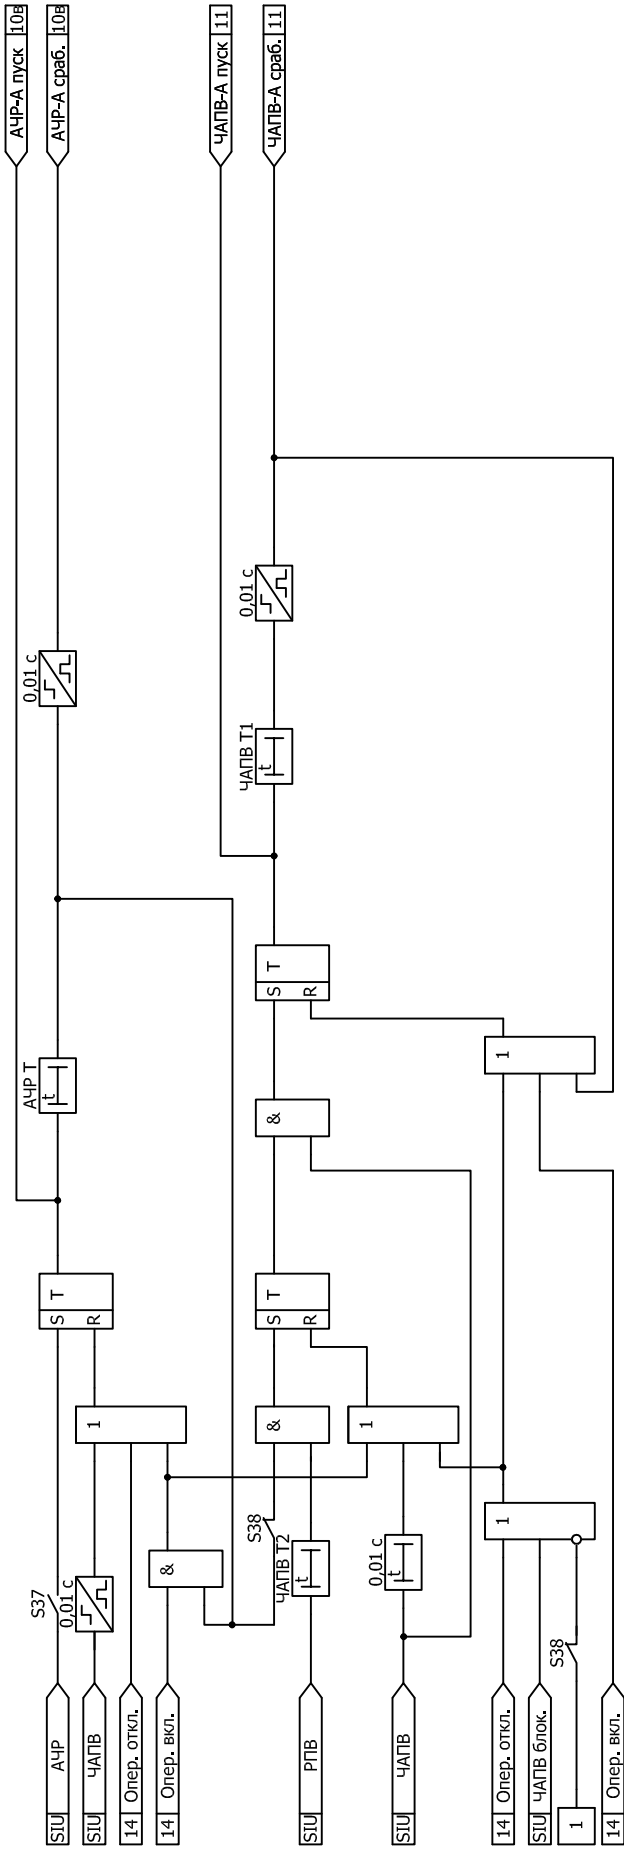 SIU АЧР
SIU ЧАПВ
14 Опер. откл.
14 Опер. вкл.
SIU РПВ
SIU ЧАПВ
14 Опер. откл.
SIU ЧАПВ блок.
1
14 Опер. вкл.
S37
0,01 с
&
S38
ЧАПВ Т2
t
0,01 с
t
S38
1
1
&
1
S T
R
S T
R
АЧР Т
t
&
1
S T
R
0,01 с
ЧАПВ Т1
t
0,01 с
АЧР-А пуск 10в
АЧР-А сраб. 10в
ЧАПВ-А пуск 11
ЧАПВ-А сраб. 11